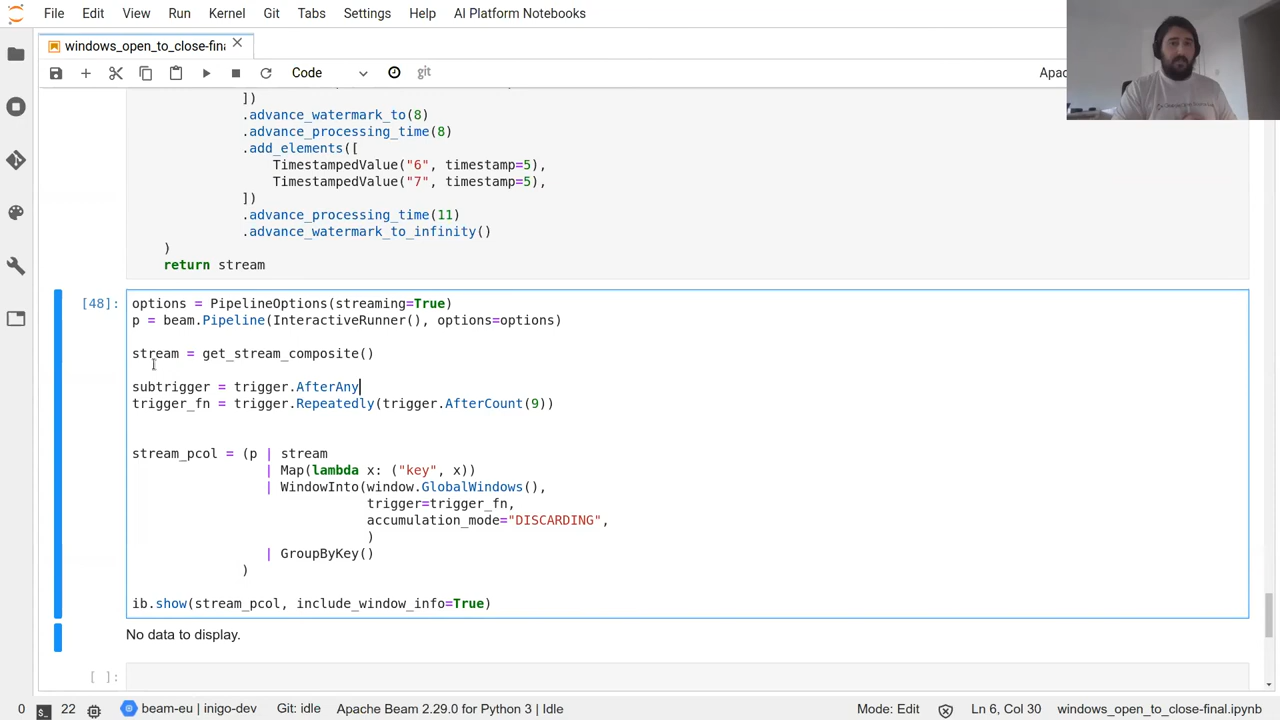 File Edit View Run Kernel Git Tabs Settings Help AI Platform Notebooks
windows_open_to_close-fina
Code git Apac
])
.advance_watermark_to(8)
.advance_processing_time(8)
.add_elements([
TimestampedValue("6", timestamp=5),
TimestampedValue("7", timestamp=5),
])
.advance_processing_time(11)
.advance_watermark_to_infinity()
)
return stream
[48]:
options = PipelineOptions(streaming=True)
p = beam.Pipeline(InteractiveRunner(), options=options)
stream = get_stream_composite()
subtrigger = trigger.AfterAny
trigger_fn = trigger.Repeatedly(trigger.AfterCount(9))
stream_pcol = (p | stream
| Map(lambda x: ("key", x))
| WindowInto(window.GlobalWindows(),
trigger=trigger_fn,
accumulation_mode="DISCARDING",
)
| GroupByKey()
)
ib.show(stream_pcol, include_window_info=True)
No data to display.
[ ]:
0 22 beam-eu | inigo-dev Git: idle Apache Beam 2.29.0 for Python 3 | Idle Mode: Edit Ln 6, Col 30 windows_open_to_close-final.ipynb